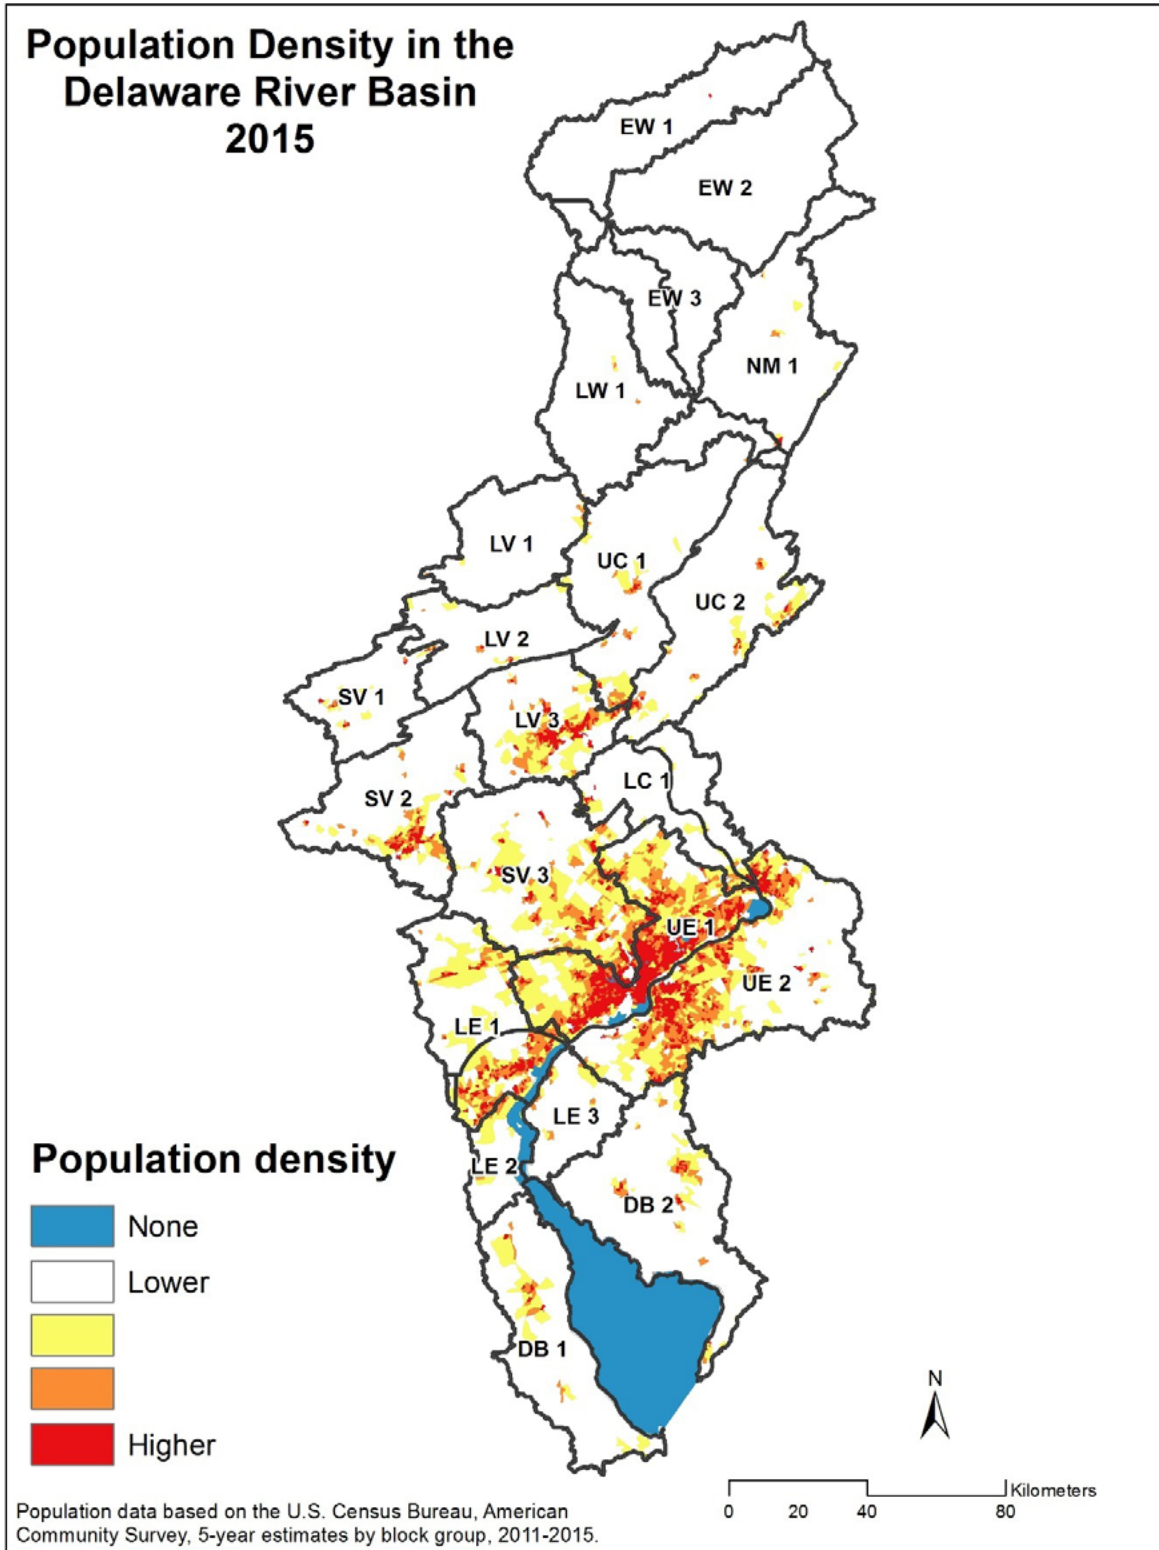 Population Density in the
Delaware River Basin
2015
EW 1
EW 2
EW 3
NM 1
LW 1
LV 1
UC 1
UC 2
LV 2
SV 1
LV 3
LC 1
SV 2
SV 3
UE 1
UE 2
LE 1
LE 3
LE 2
DB 2
DB 1
Population density
None
Lower
Higher
N
Kilometers
0 20 40 80
Population data based on the U.S. Census Bureau, American
Community Survey, 5-year estimates by block group, 2011-2015.